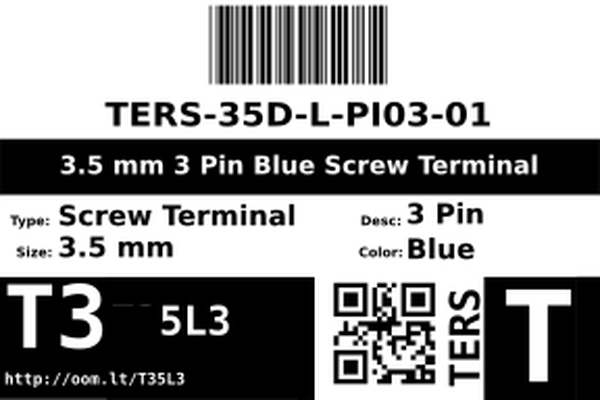 TERS-35D-L-PI03-01
3.5 mm 3 Pin Blue Screw Terminal
Type: Screw Terminal
Desc: 3 Pin
Size: 3.5 mm
Color: Blue
T3 5L3
http://oom.lt/T35L3
TERS
T